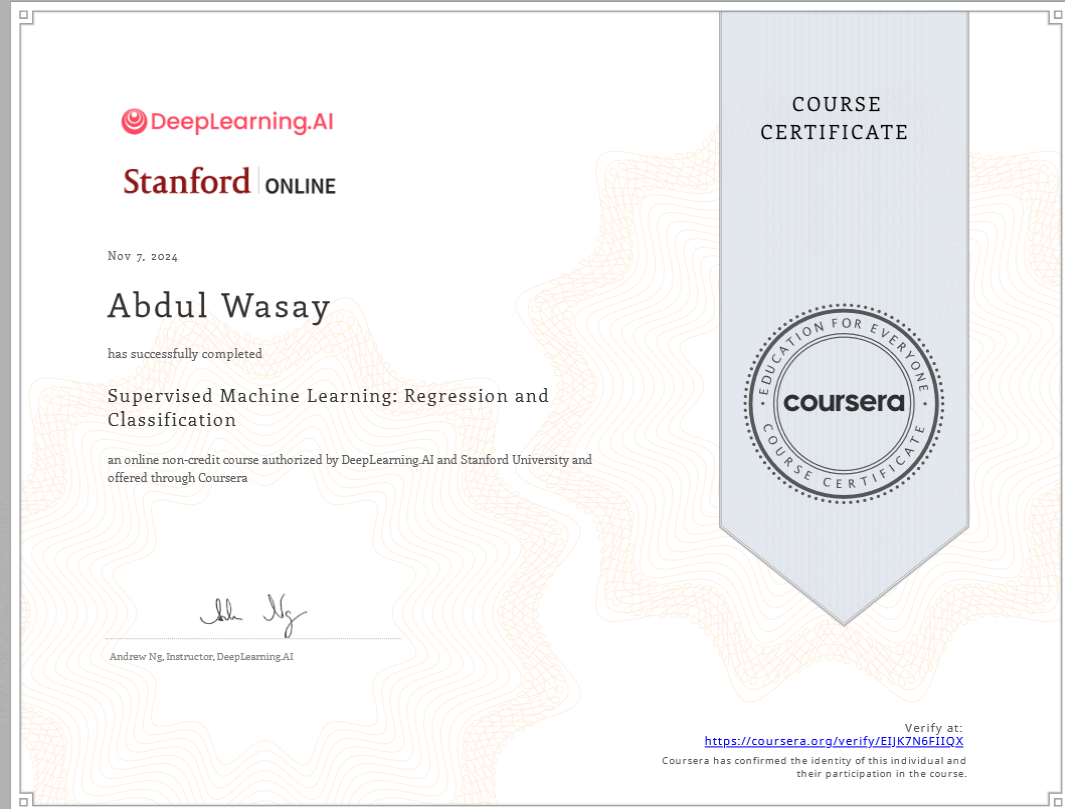 DeepLearning.AI
Stanford ONLINE
Nov 7, 2024
Abdul Wasay
has successfully completed
Supervised Machine Learning: Regression and
Classification
an online non-credit course authorized by DeepLearning.AI and Stanford University and
offered through Coursera
Andrew Ng
Andrew Ng, Instructor, DeepLearning.AI
COURSE
CERTIFICATE
EDUCATION FOR EVERYONE
coursera
COURSE CERTIFICATE
Verify at:
https://coursera.org/verify/EIJK7N6FIIQX
Coursera has confirmed the identity of this individual and
their participation in the course.